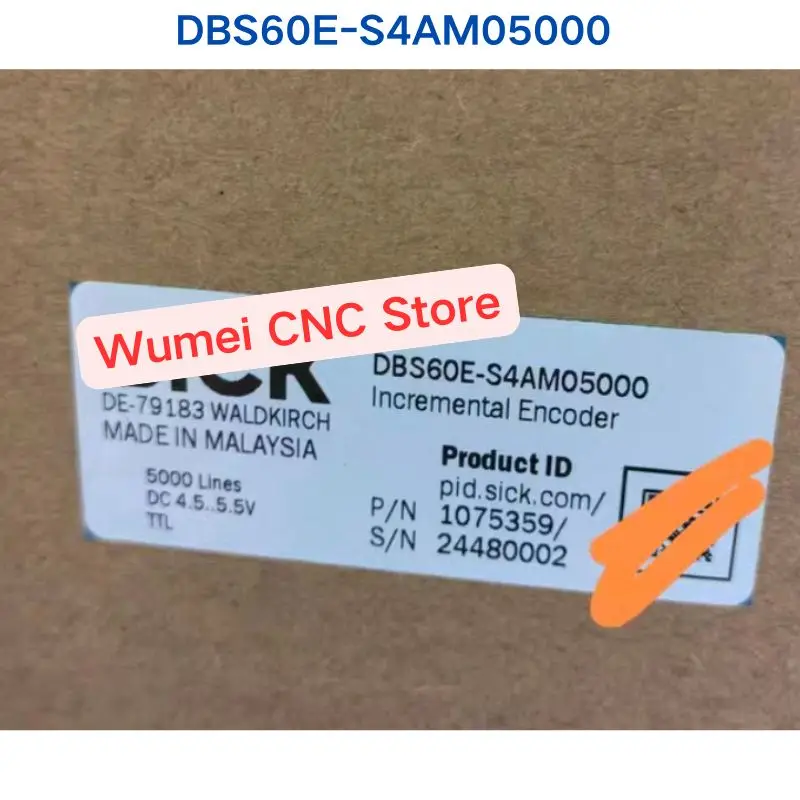 DBS60E-S4AM05000
Wumei CNC Store
SICK
DE-79183 WALDKIRCH
MADE IN MALAYSIA
5000 Lines
DC 4.5..5.5V
TTL
DBS60E-S4AM05000
Incremental Encoder
Product ID
pid.sick.com/
P/N 1075359/
S/N 24480002